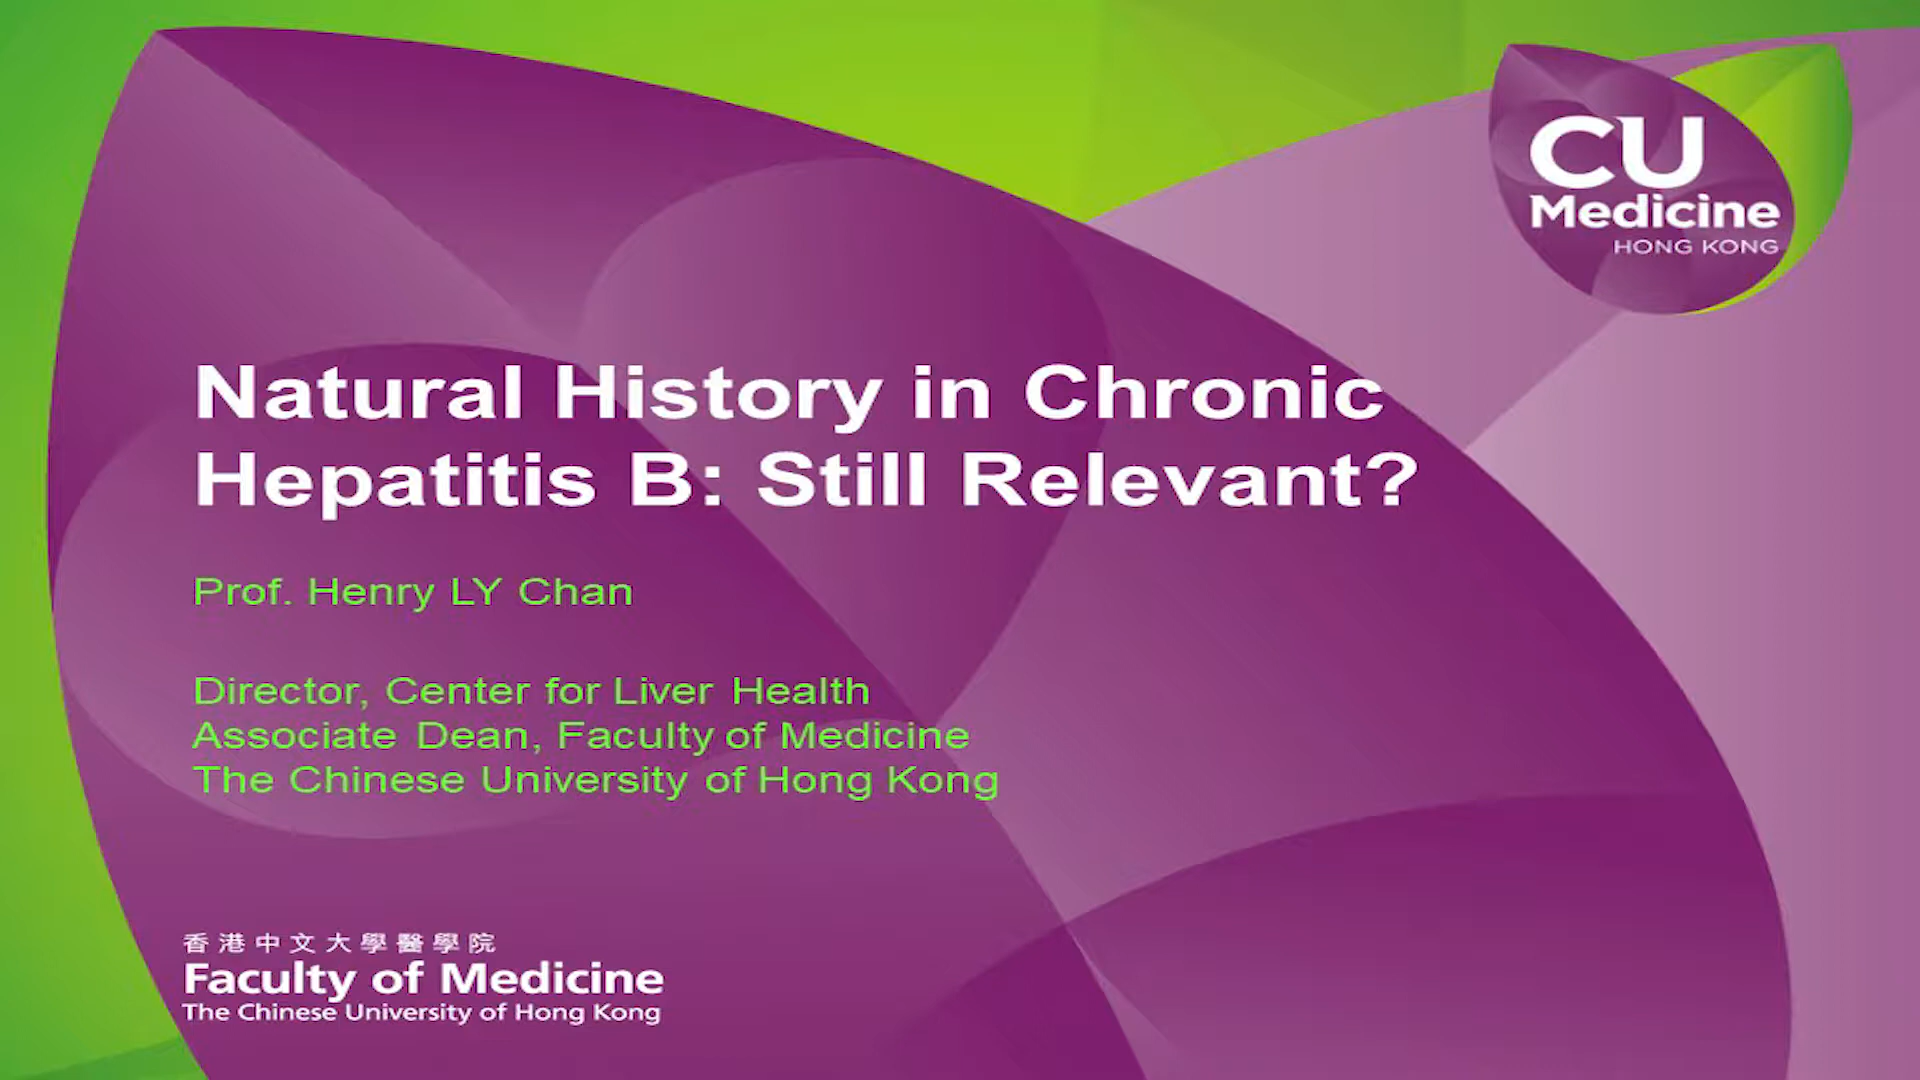 CU
Medicine
HONG KONG
Natural History in Chronic
Hepatitis B: Still Relevant?
Prof. Henry LY Chan
Director, Center for Liver Health
Associate Dean, Faculty of Medicine
The Chinese University of Hong Kong
香港中文大學醫學院
Faculty of Medicine
The Chinese University of Hong Kong